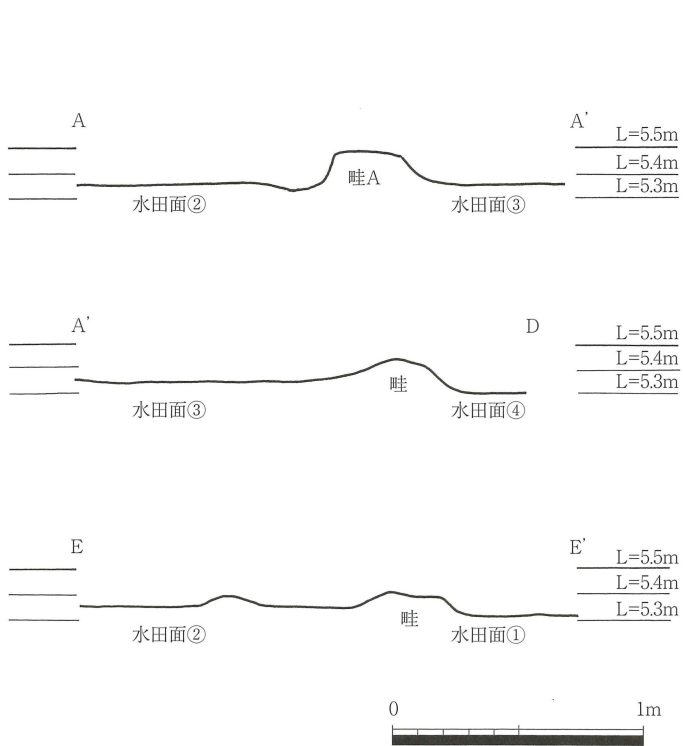 A A'
L=5.5m
L=5.4m
L=5.3m
畦A
水田面② 水田面③
A' D
L=5.5m
L=5.4m
L=5.3m
畦
水田面③ 水田面④
E E'
L=5.5m
L=5.4m
L=5.3m
畦
水田面② 水田面①
0 1m